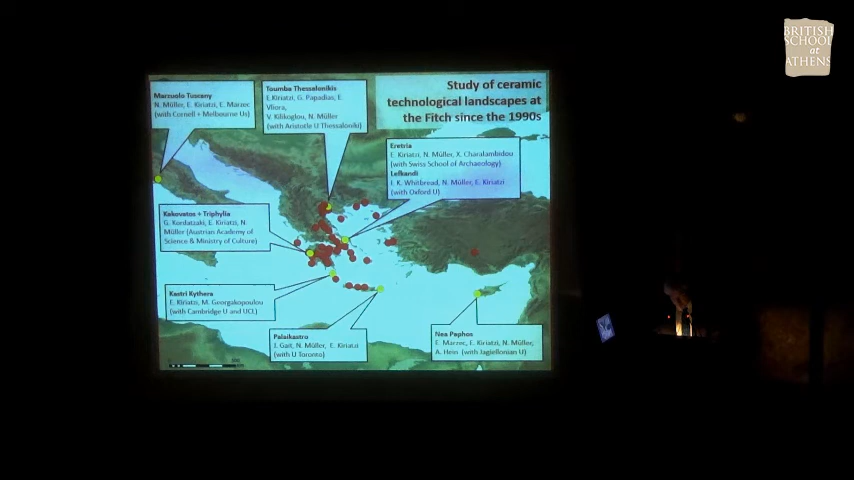 BRITISH
SCHOOL
at
ATHENS
Study of ceramic
technological landscapes at
the Fitch since the 1990s
Marzuolo Tuscany
N. Müller, E. Kiriatzi, E. Marzec
(with Cornell + Melbourne Us)
Toumba Thessalonikis
E.Kiriatzi, G. Papadias, E.
Vliora,
V. Kilikoglou, N. Müller
(with Aristotle U Thessaloniki)
Eretria
E. Kiriatzi, N. Müller, X. Charalambidou
(with Swiss School of Archaeology)
Lefkandi
I. K. Whitbread, N. Müller, E. Kiriatzi
(with Oxford U)
Kakovatos + Triphylia
G. Kordatzaki, E. Kiriatzi, N.
Müller (Austrian Academy of
Science & Ministry of Culture)
Kastri Kythera
E. Kiriatzi, M. Georgakopoulou
(with Cambridge U and UCL)
Palaikastro
J. Gait, N. Müller, E. Kiriatzi
(with U Toronto)
Nea Paphos
E. Marzec, E. Kiriatzi, N. Müller,
A. Hein (with Jagiellonian U)